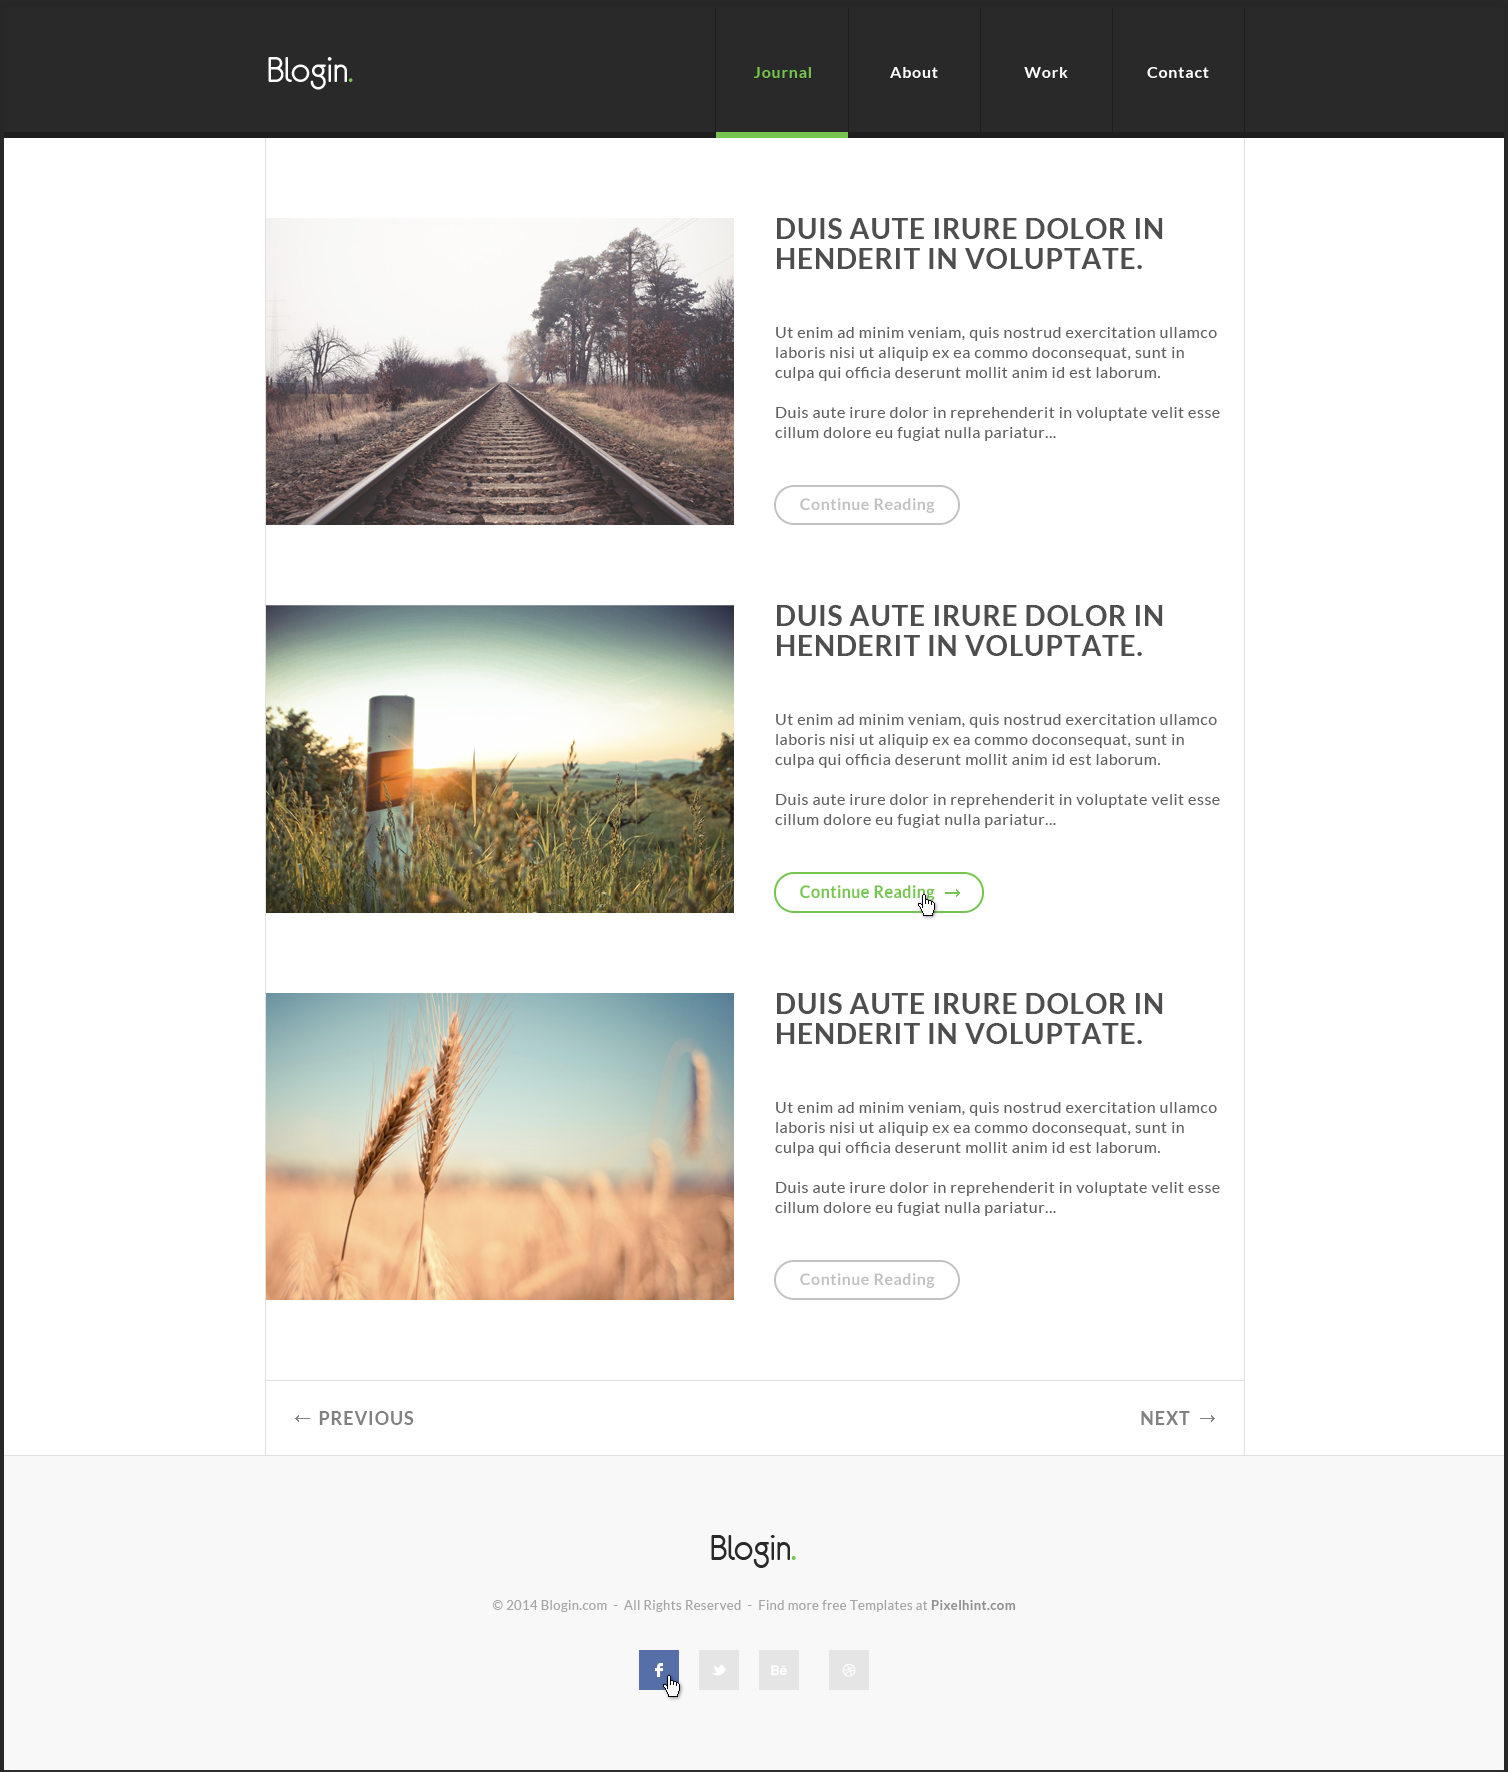 Blogin.
Journal
About
Work
Contact
DUIS AUTE IRURE DOLOR IN
HENDERIT IN VOLUPTATE.
Ut enim ad minim veniam, quis nostrud exercitation ullamco
laboris nisi ut aliquip ex ea commo doconsequat, sunt in
culpa qui officia deserunt mollit anim id est laborum.
Duis aute irure dolor in reprehenderit in voluptate velit esse
cillum dolore eu fugiat nulla pariatur...
Continue Reading
DUIS AUTE IRURE DOLOR IN
HENDERIT IN VOLUPTATE.
Ut enim ad minim veniam, quis nostrud exercitation ullamco
laboris nisi ut aliquip ex ea commo doconsequat, sunt in
culpa qui officia deserunt mollit anim id est laborum.
Duis aute irure dolor in reprehenderit in voluptate velit esse
cillum dolore eu fugiat nulla pariatur...
Continue Reading →
DUIS AUTE IRURE DOLOR IN
HENDERIT IN VOLUPTATE.
Ut enim ad minim veniam, quis nostrud exercitation ullamco
laboris nisi ut aliquip ex ea commo doconsequat, sunt in
culpa qui officia deserunt mollit anim id est laborum.
Duis aute irure dolor in reprehenderit in voluptate velit esse
cillum dolore eu fugiat nulla pariatur...
Continue Reading
← PREVIOUS
NEXT →
Blogin.
© 2014 Blogin.com - All Rights Reserved - Find more free Templates at Pixelhint.com
f
Bē